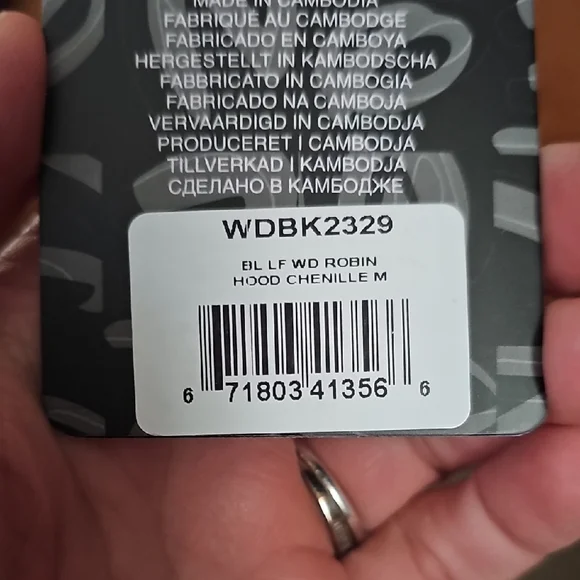 MADE IN CAMBODIA
FABRIQUÉ AU CAMBODGE
FABRICADO EN CAMBOYA
HERGESTELLT IN KAMBODSCHA
FABBRICATO IN CAMBOGIA
FABRICADO NA CAMBOJA
VERVAARDIGD IN CAMBODJA
PRODUCERET I CAMBODJA
TILLVERKAD I KAMBODJA
СДЕЛАНО В КАМБОДЖЕ
WDBK2329
BL LF WD ROBIN
HOOD CHENILLE M
6 71803 41356 6